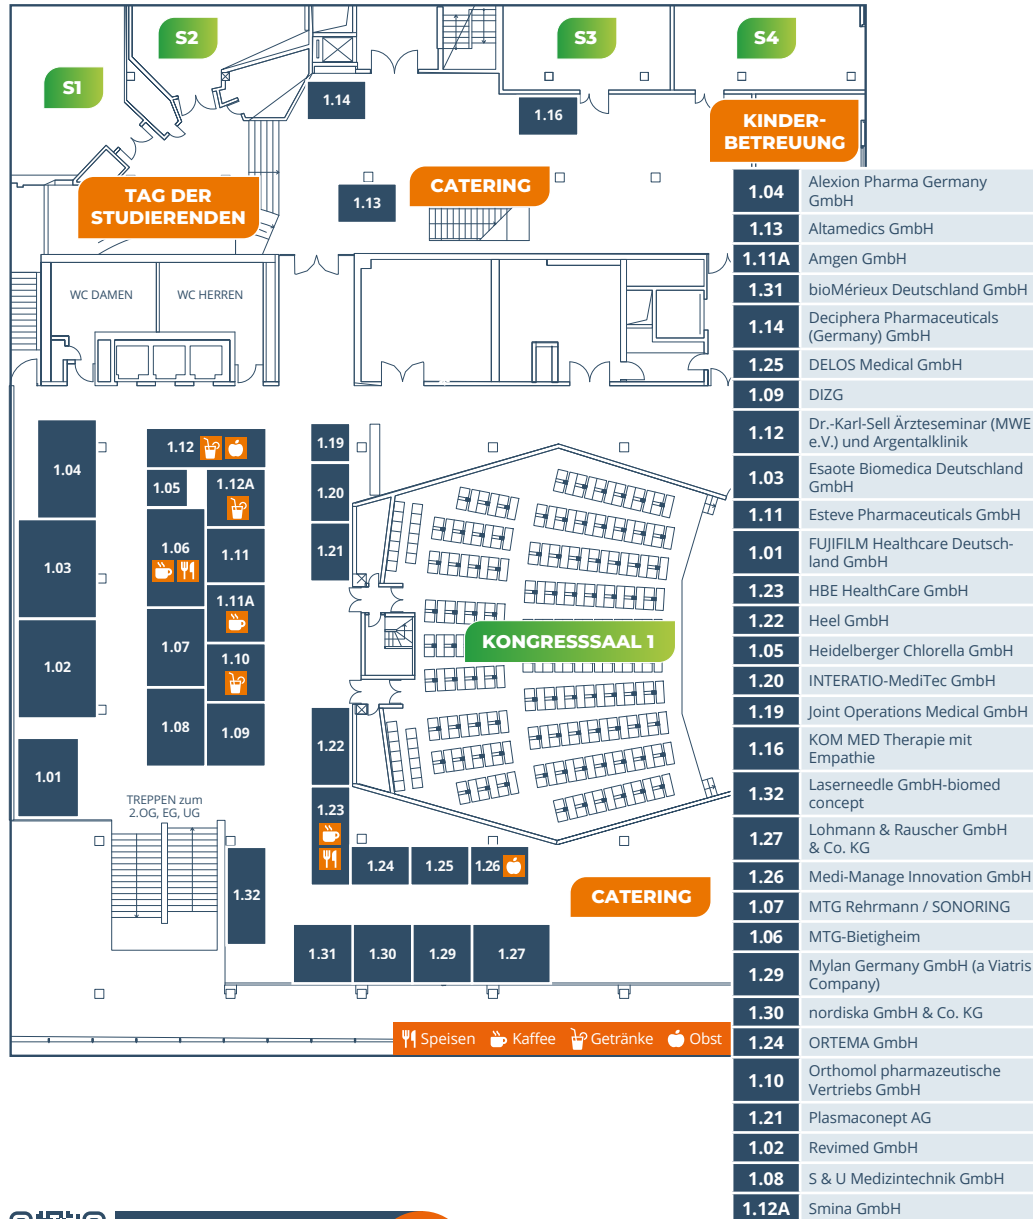 S1
S2
S3
S4
1.14
1.16
KINDER-
BETREUUNG
TAG DER
STUDIERENDEN
CATERING
1.13
WC DAMEN
WC HERREN
1.04
1.03
1.02
1.01
1.12
1.05
1.12A
1.06
1.11
1.11A
1.07
1.10
1.08
1.09
1.19
1.20
1.21
KONGRESSSAAL 1
1.22
1.23
TREPPEN zum
2.OG, EG, UG
1.24
1.25
1.26
1.32
CATERING
1.31
1.30
1.29
1.27
Speisen Kaffee Getränke Obst
1.04 Alexion Pharma Germany
GmbH
1.13 Altamedics GmbH
1.11A Amgen GmbH
1.31 bioMérieux Deutschland GmbH
1.14 Deciphera Pharmaceuticals
(Germany) GmbH
1.25 DELOS Medical GmbH
1.09 DIZG
1.12 Dr.-Karl-Sell Ärzteseminar (MWE
e.V.) und Argentalklinik
1.03 Esaote Biomedica Deutschland
GmbH
1.11 Esteve Pharmaceuticals GmbH
1.01 FUJIFILM Healthcare Deutsch-
land GmbH
1.23 HBE HealthCare GmbH
1.22 Heel GmbH
1.05 Heidelberger Chlorella GmbH
1.20 INTERATIO-MediTec GmbH
1.19 Joint Operations Medical GmbH
1.16 KOM MED Therapie mit
Empathie
1.32 Laserneedle GmbH-biomed
concept
1.27 Lohmann & Rauscher GmbH
& Co. KG
1.26 Medi-Manage Innovation GmbH
1.07 MTG Rehrmann / SONORING
1.06 MTG-Bietigheim
1.29 Mylan Germany GmbH (a Viatris
Company)
1.30 nordiska GmbH & Co. KG
1.24 ORTEMA GmbH
1.10 Orthomol pharmazeutische
Vertriebs GmbH
1.21 Plasmaconept AG
1.02 Revimed GmbH
1.08 S & U Medizintechnik GmbH
1.12A Smina GmbH